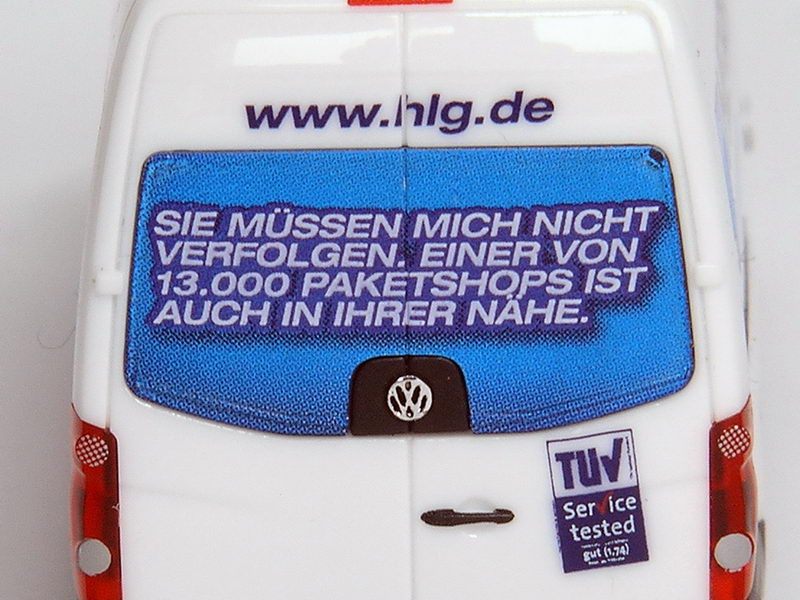 www.hlg.de
SIE MÜSSEN MICH NICHT
VERFOLGEN. EINER VON
13.000 PAKETSHOPS IST
AUCH IN IHRER NÄHE.
TÜV
Service
tested
gut (1,74)